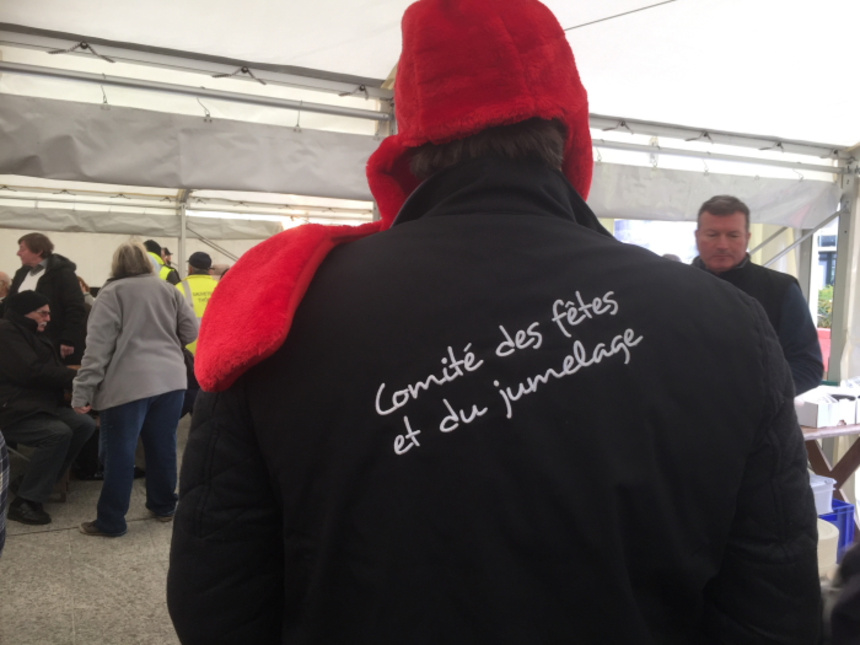 Comité des fêtes
et du jumelage